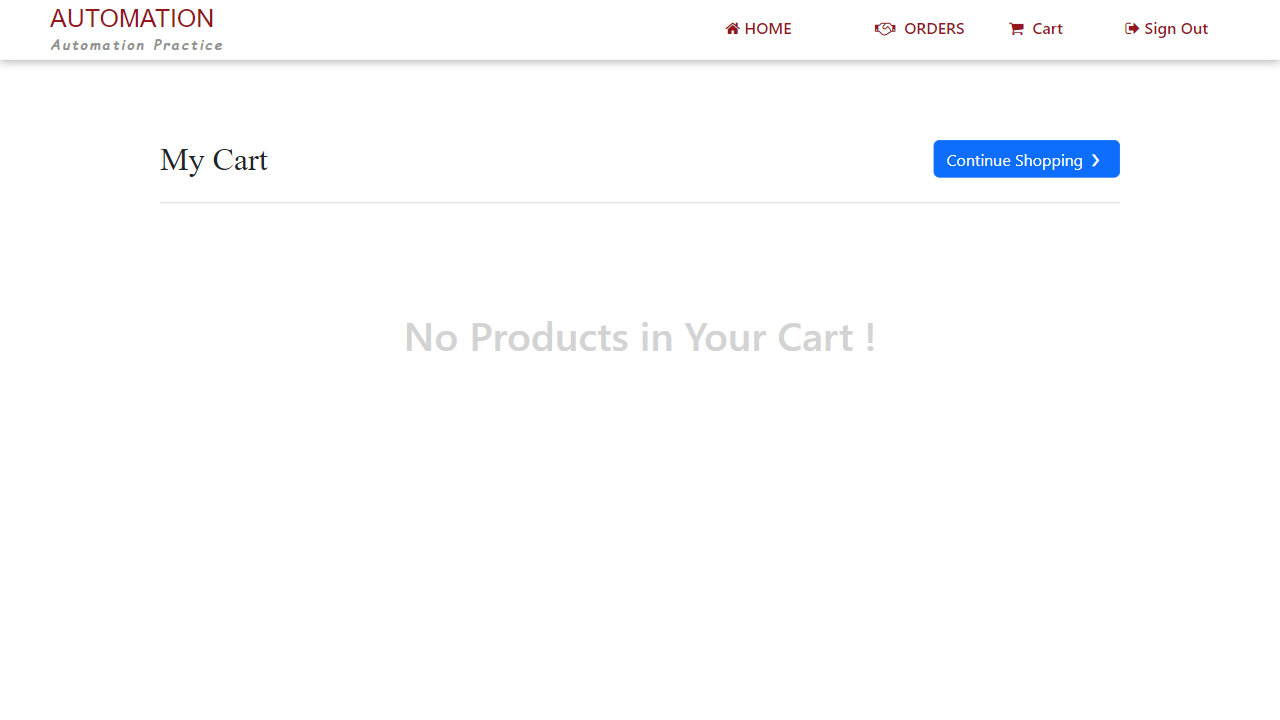 AUTOMATION
Automation Practice
HOME
ORDERS
Cart
Sign Out
My Cart
Continue Shopping ❯
No Products in Your Cart !